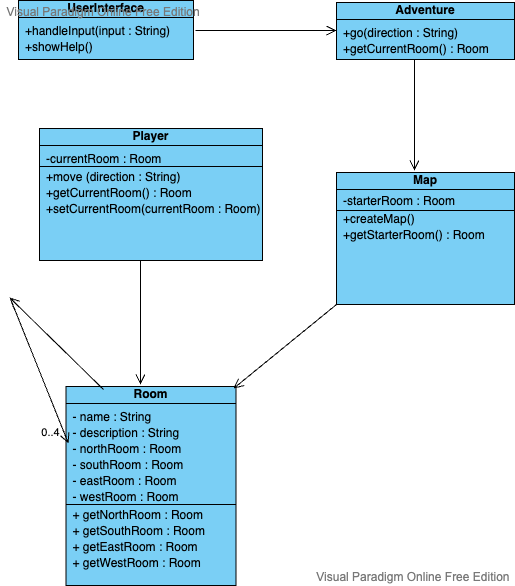 Visual Paradigm Online Free Edition
UserInterface
+handleInput(input : String)
+showHelp()
Adventure
+go(direction : String)
+getCurrentRoom() : Room
Player
-currentRoom : Room
+move (direction : String)
+getCurrentRoom() : Room
+setCurrentRoom(currentRoom : Room)
Map
-starterRoom : Room
+createMap()
+getStarterRoom() : Room
0..4
Room
- name : String
- description : String
- northRoom : Room
- southRoom : Room
- eastRoom : Room
- westRoom : Room
+ getNorthRoom : Room
+ getSouthRoom : Room
+ getEastRoom : Room
+ getWestRoom : Room
Visual Paradigm Online Free Edition